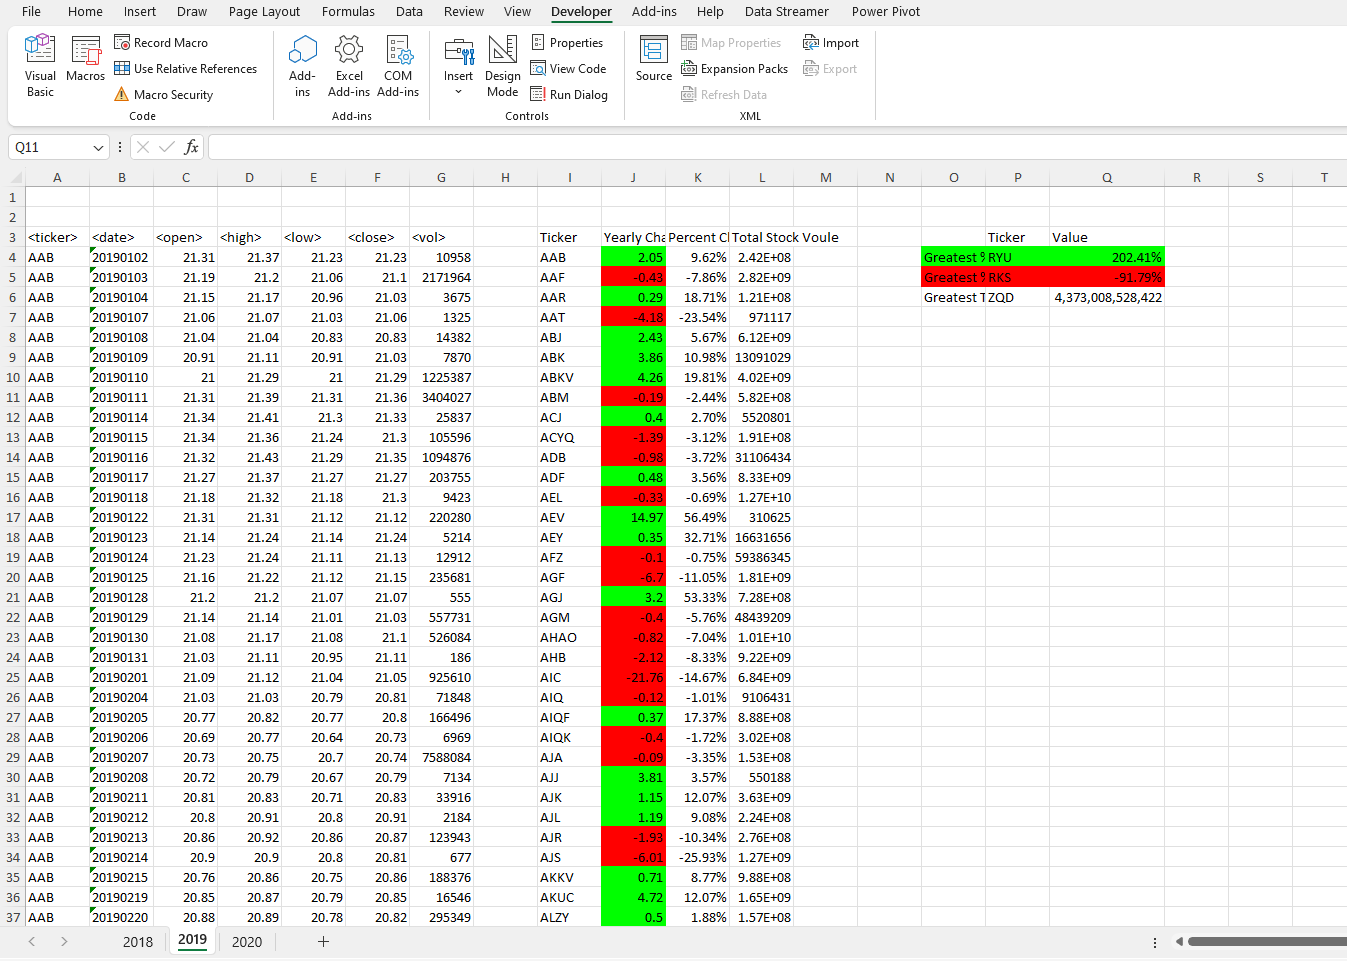 File Home Insert Draw Page Layout Formulas Data Review View Developer Add-ins Help Data Streamer Power Pivot
Visual Basic
Macros
Record Macro
Use Relative References
Macro Security
Code
Add-ins
Excel Add-ins
COM Add-ins
Add-ins
Insert
Design Mode
Properties
View Code
Run Dialog
Controls
Source
Map Properties
Expansion Packs
Refresh Data
Import
Export
XML
Q11 fx
A B C D E F G H I J K L M N O P Q R S T
1
2
3 <ticker> <date> <open> <high> <low> <close> <vol> Ticker Yearly Cha Percent Cl Total Stock Voule Ticker Value
4 AAB 20190102 21.31 21.37 21.23 21.23 10958 AAB 2.05 9.62% 2.42E+08 Greatest % RYU 202.41%
5 AAB 20190103 21.19 21.2 21.06 21.1 2171964 AAF -0.43 -7.86% 2.82E+09 Greatest % RKS -91.79%
6 AAB 20190104 21.15 21.17 20.96 21.03 3675 AAR 0.29 18.71% 1.21E+08 Greatest T ZQD 4,373,008,528,422
7 AAB 20190107 21.06 21.07 21.03 21.06 1325 AAT -4.18 -23.54% 971117
8 AAB 20190108 21.04 21.04 20.83 20.83 14382 ABJ 2.43 5.67% 6.12E+09
9 AAB 20190109 20.91 21.11 20.91 21.03 7870 ABK 3.86 10.98% 13091029
10 AAB 20190110 21 21.29 21 21.29 1225387 ABKV 4.26 19.81% 4.02E+09
11 AAB 20190111 21.31 21.39 21.31 21.36 3404027 ABM -0.19 -2.44% 5.82E+08
12 AAB 20190114 21.34 21.41 21.3 21.33 25837 ACJ 0.4 2.70% 5520801
13 AAB 20190115 21.34 21.36 21.24 21.3 105596 ACYQ -1.39 -3.12% 1.91E+08
14 AAB 20190116 21.32 21.43 21.29 21.35 1094876 ADB -0.98 -3.72% 31106434
15 AAB 20190117 21.27 21.37 21.27 21.27 203755 ADF 0.48 3.56% 8.33E+09
16 AAB 20190118 21.18 21.32 21.18 21.3 9423 AEL -0.33 -0.69% 1.27E+10
17 AAB 20190122 21.31 21.31 21.12 21.12 220280 AEV 14.97 56.49% 310625
18 AAB 20190123 21.14 21.24 21.14 21.24 5214 AEY 0.35 32.71% 16631656
19 AAB 20190124 21.23 21.24 21.11 21.13 12912 AFZ -0.1 -0.75% 59386345
20 AAB 20190125 21.16 21.22 21.12 21.15 235681 AGF -6.7 -11.05% 1.81E+09
21 AAB 20190128 21.2 21.2 21.07 21.07 555 AGJ 3.2 53.33% 7.28E+08
22 AAB 20190129 21.14 21.14 21.01 21.03 557731 AGM -0.4 -5.76% 48439209
23 AAB 20190130 21.08 21.17 21.08 21.1 526084 AHAO -0.82 -7.04% 1.01E+10
24 AAB 20190131 21.03 21.11 20.95 21.11 186 AHB -2.12 -8.33% 9.22E+09
25 AAB 20190201 21.09 21.12 21.04 21.05 925610 AIC -21.76 -14.67% 6.84E+09
26 AAB 20190204 21.03 21.03 20.79 20.81 71848 AIQ -0.12 -1.01% 9106431
27 AAB 20190205 20.77 20.82 20.77 20.8 166496 AIQF 0.37 17.37% 8.88E+08
28 AAB 20190206 20.69 20.77 20.64 20.73 6969 AIQK -0.4 -1.72% 3.02E+08
29 AAB 20190207 20.73 20.75 20.7 20.74 7588084 AJA -0.09 -3.35% 1.53E+08
30 AAB 20190208 20.72 20.79 20.67 20.79 7134 AJJ 3.81 3.57% 550188
31 AAB 20190211 20.81 20.83 20.71 20.83 33916 AJK 1.15 12.07% 3.63E+09
32 AAB 20190212 20.8 20.91 20.8 20.91 2184 AJL 1.19 9.08% 2.24E+08
33 AAB 20190213 20.86 20.92 20.86 20.87 123943 AJR -1.93 -10.34% 2.76E+08
34 AAB 20190214 20.9 20.9 20.8 20.81 677 AJS -6.01 -25.93% 1.27E+09
35 AAB 20190215 20.76 20.86 20.75 20.86 188376 AKKV 0.71 8.77% 9.88E+08
36 AAB 20190219 20.85 20.87 20.79 20.85 16546 AKUC 4.72 12.07% 1.65E+09
37 AAB 20190220 20.88 20.89 20.78 20.82 295349 ALZY 0.5 1.88% 1.57E+08
2018 2019 2020